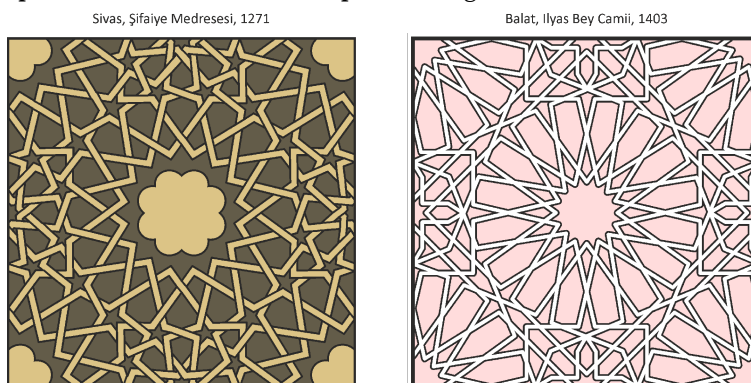 Sivas, Şifaiye Medresesi, 1271
Balat, Ilyas Bey Camii, 1403